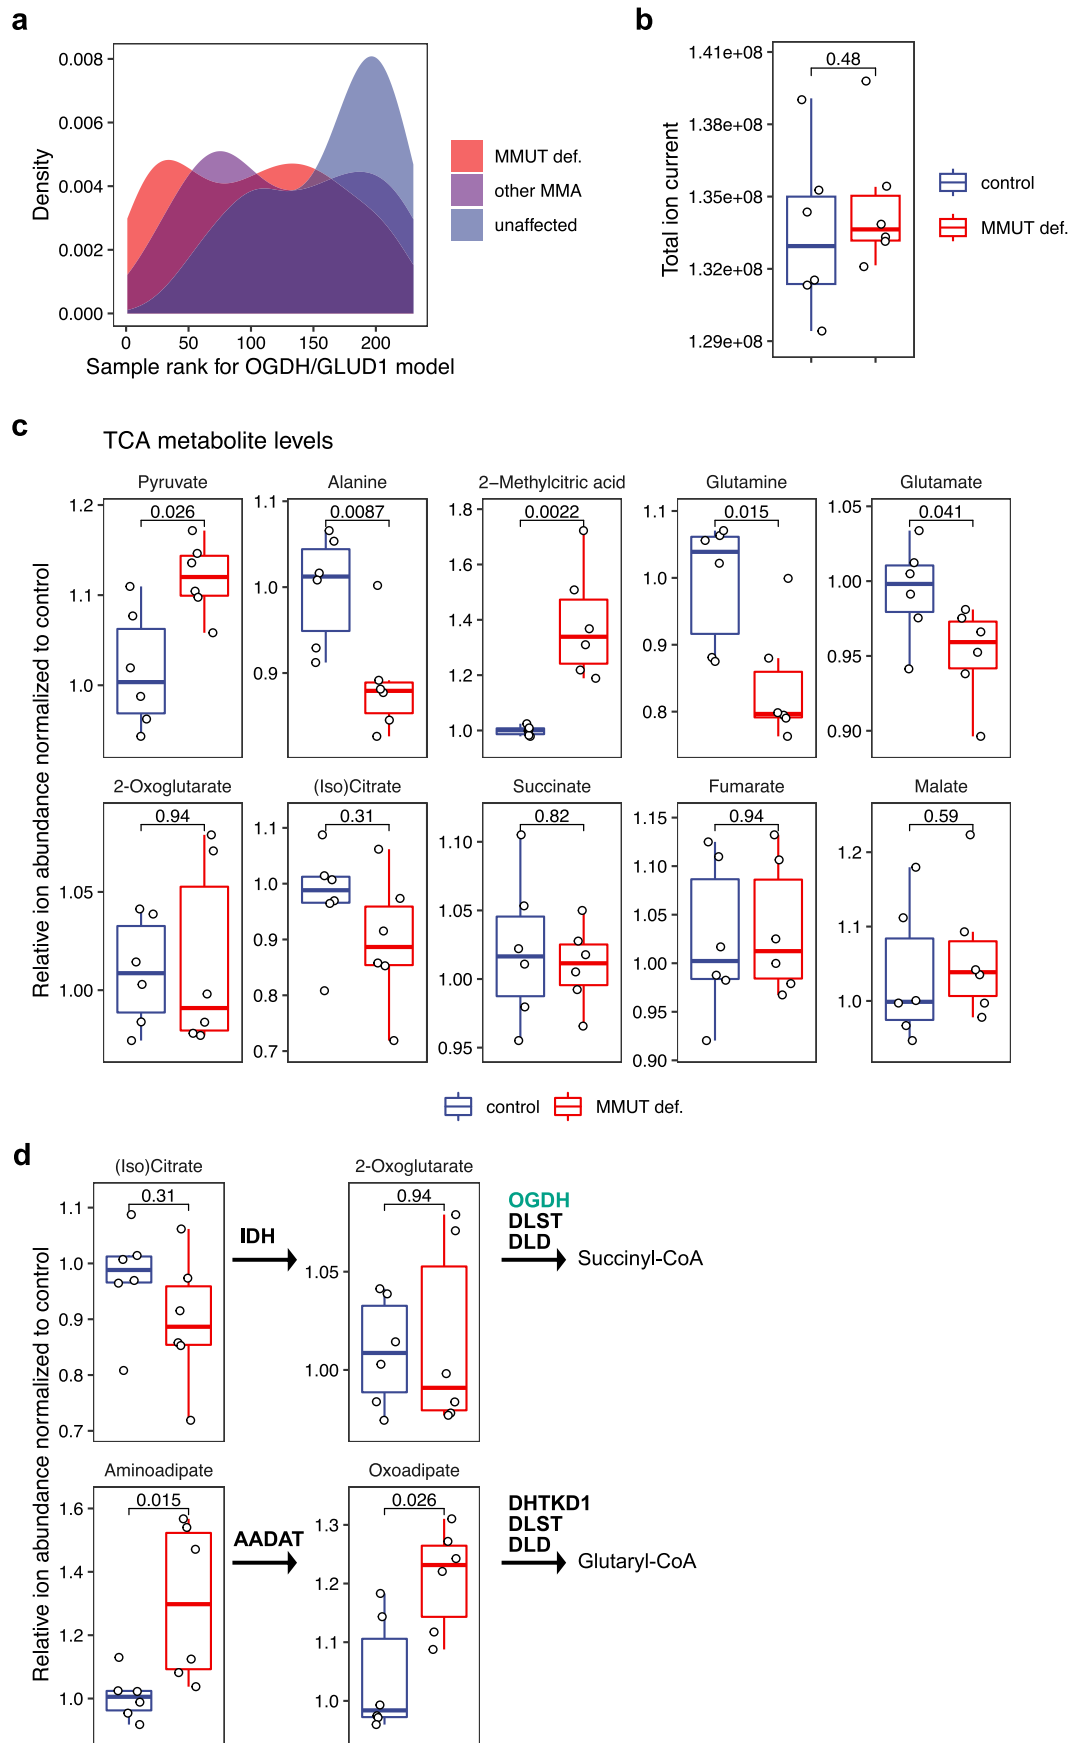 a
0.008
0.006
0.004
0.002
0.000
Density
0
50
100
150
200
Sample rank for OGDH/GLUD1 model
MMUT def.
other MMA
unaffected
b
1.41e+08
1.38e+08
1.35e+08
1.32e+08
1.29e+08
Total ion current
0.48
control
MMUT def.
c
TCA metabolite levels
Relative ion abundance normalized to control
Pyruvate
0.026
1.2
1.1
1.0
Alanine
0.0087
1.1
1.0
0.9
2−Methylcitric acid
0.0022
1.8
1.6
1.4
1.2
1.0
Glutamine
0.015
1.1
1.0
0.9
0.8
Glutamate
0.041
1.05
1.00
0.95
0.90
2-Oxoglutarate
0.94
1.05
1.00
(Iso)Citrate
0.31
1.1
1.0
0.9
0.8
0.7
Succinate
0.82
1.10
1.05
1.00
0.95
Fumarate
0.94
1.15
1.10
1.05
1.00
0.95
0.90
Malate
0.59
1.2
1.1
1.0
control
MMUT def.
d
Relative ion abundance normalized to control
(Iso)Citrate
0.31
1.1
1.0
0.9
0.8
0.7
IDH
2-Oxoglutarate
0.94
1.05
1.00
OGDH
DLST
DLD
Succinyl-CoA
Aminoadipate
0.015
1.6
1.4
1.2
1.0
AADAT
Oxoadipate
0.026
1.3
1.2
1.1
1.0
DHTKD1
DLST
DLD
Glutaryl-CoA